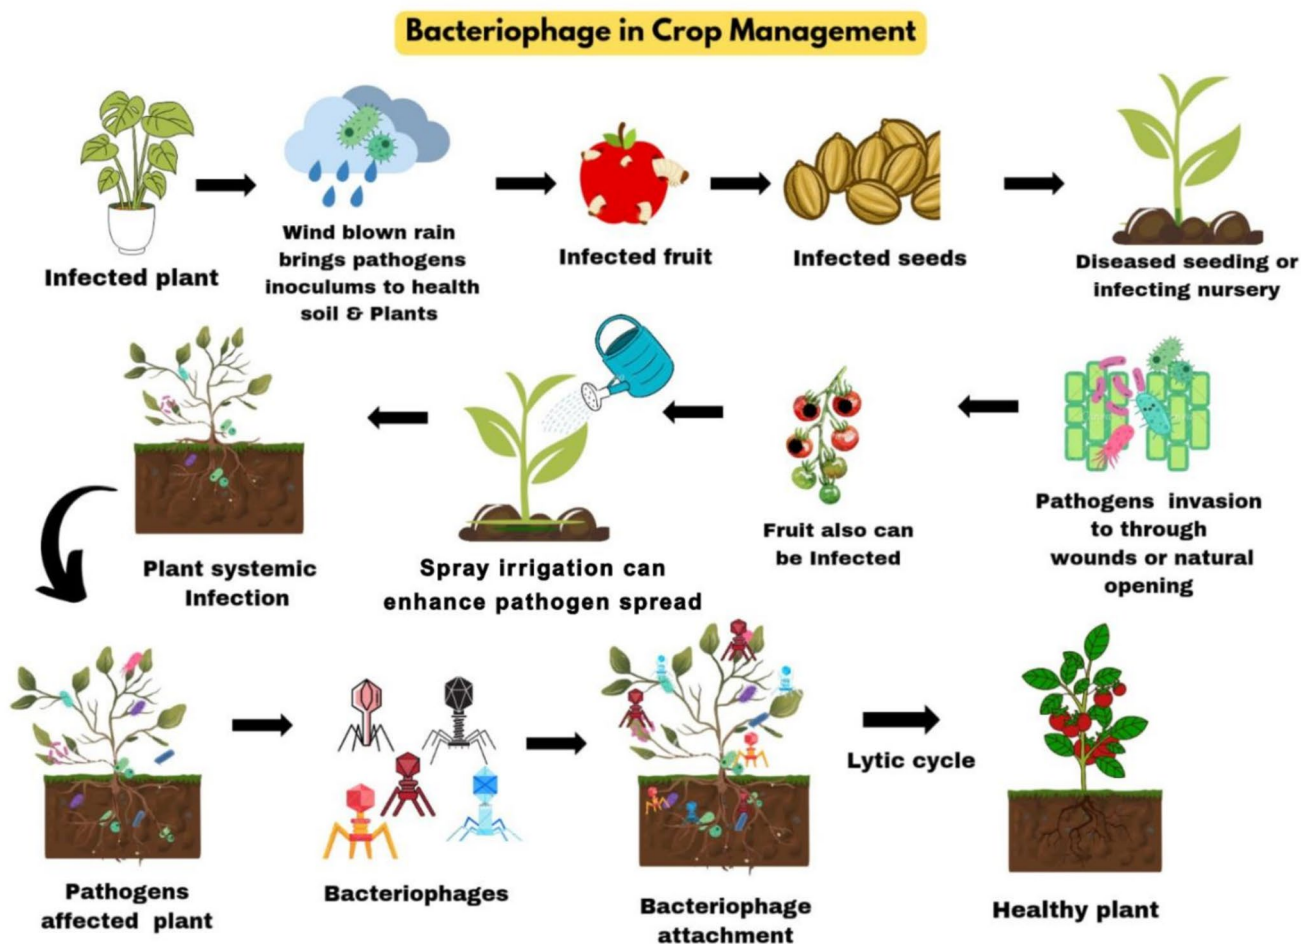 Bacteriophage in Crop Management
Infected plant
Wind blown rain
brings pathogens
inoculums to health
soil & Plants
Infected fruit
Infected seeds
Diseased seeding or
infecting nursery
Pathogens invasion
to through
wounds or natural
opening
Fruit also can
be Infected
Spray irrigation can
enhance pathogen spread
Plant systemic
Infection
Pathogens
affected plant
Bacteriophages
Bacteriophage
attachment
Lytic cycle
Healthy plant